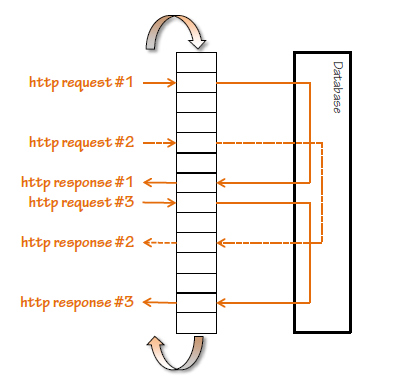 http request #1
http request #2
http response #1
http request #3
http response #2
http response #3
Database